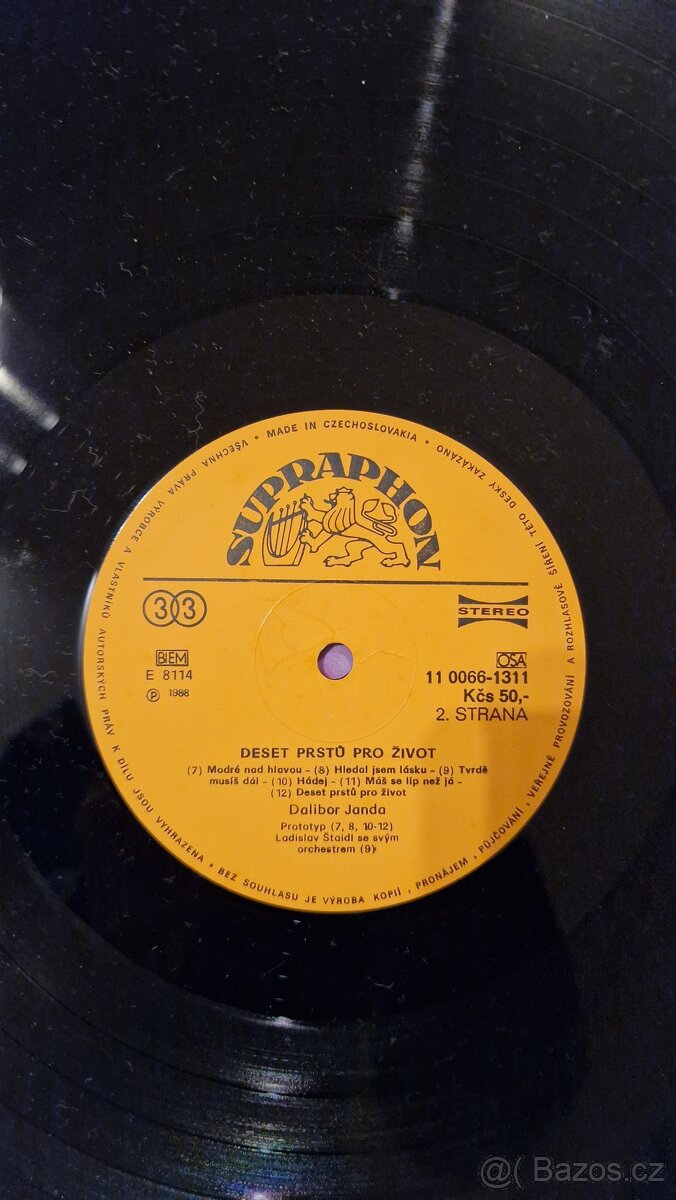 • MADE IN CZECHOSLOVAKIA •
VŠECHNA PRÁVA VÝROBCE A VLASTNÍKŮ AUTORSKÝCH PRÁV K DÍLU JSOU VYHRAZENA • BEZ SOUHLASU JE VÝROBA KOPIÍ, PRONÁJEM, PŮJČOVÁNÍ, VEŘEJNÉ PROVOZOVÁNÍ A ROZHLASOVÉ ŠÍŘENÍ TÉTO DESKY ZAKÁZÁNO
SUPRAPHON
33
STEREO
BIEM
E 8114
Ⓟ 1988
OSA
11 0066-1311
Kčs 50,-
2. STRANA
DESET PRSTŮ PRO ŽIVOT
(7) Modré nad hlavou - (8) Hledal jsem lásku - (9) Tvrdě
musíš dál - (10) Hádej - (11) Máš se líp než já -
(12) Deset prstů pro život
Dalibor Janda
Prototyp (7, 8, 10-12)
Ladislav Štaidl se svým
orchestrem (9)
@( Bazos.cz